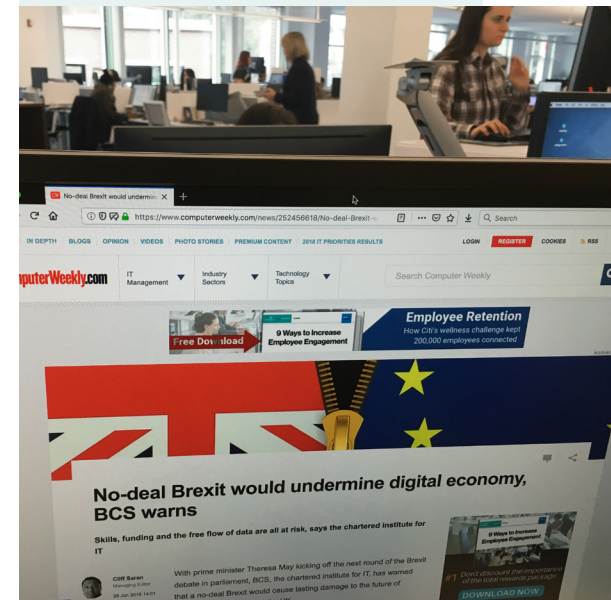 No-deal Brexit would undermin
https://www.computerweekly.com/news/252456618/No-deal-Brexit-
Search
IN DEPTH BLOGS OPINION VIDEOS PHOTO STORIES PREMIUM CONTENT 2018 IT PRIORITIES RESULTS LOGIN REGISTER COOKIES RSS
mputerWeekly.com
IT Management
Industry Sectors
Technology Topics
Search Computer Weekly
Free Download
9 Ways to Increase
Employee Engagement
Employee Retention
How Citi's wellness challenge kept
200,000 employees connected
No-deal Brexit would undermine digital economy,
BCS warns
Skills, funding and the free flow of data are all at risk, says the chartered institute for
IT
Cliff Saran
Managing Editor
With prime minister Theresa May kicking off the next round of the Brexit
debate in parliament, BCS, the chartered institute for IT, has warned
that a no-deal Brexit would cause lasting damage to the future of
9 Ways to Increase
Employee Engagement
#1 Don't discount the importance
of the total rewards package
DOWNLOAD NOW